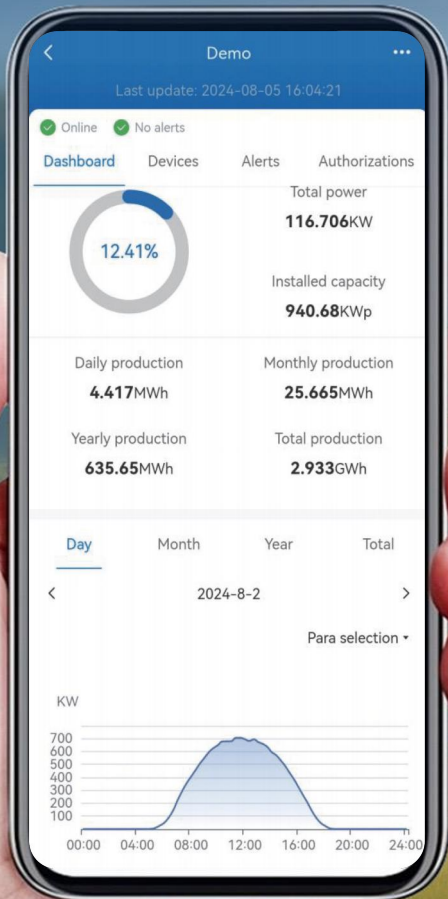 Demo
Last update: 2024-08-05 16:04:21
Online No alerts
Dashboard Devices Alerts Authorizations
12.41%
Total power
116.706KW
Installed capacity
940.68KWp
Daily production Monthly production
4.417MWh 25.665MWh
Yearly production Total production
635.65MWh 2.933GWh
Day Month Year Total
2024-8-2
Para selection
KW
700
600
500
400
300
200
100
00:00 04:00 08:00 12:00 16:00 20:00 24:00